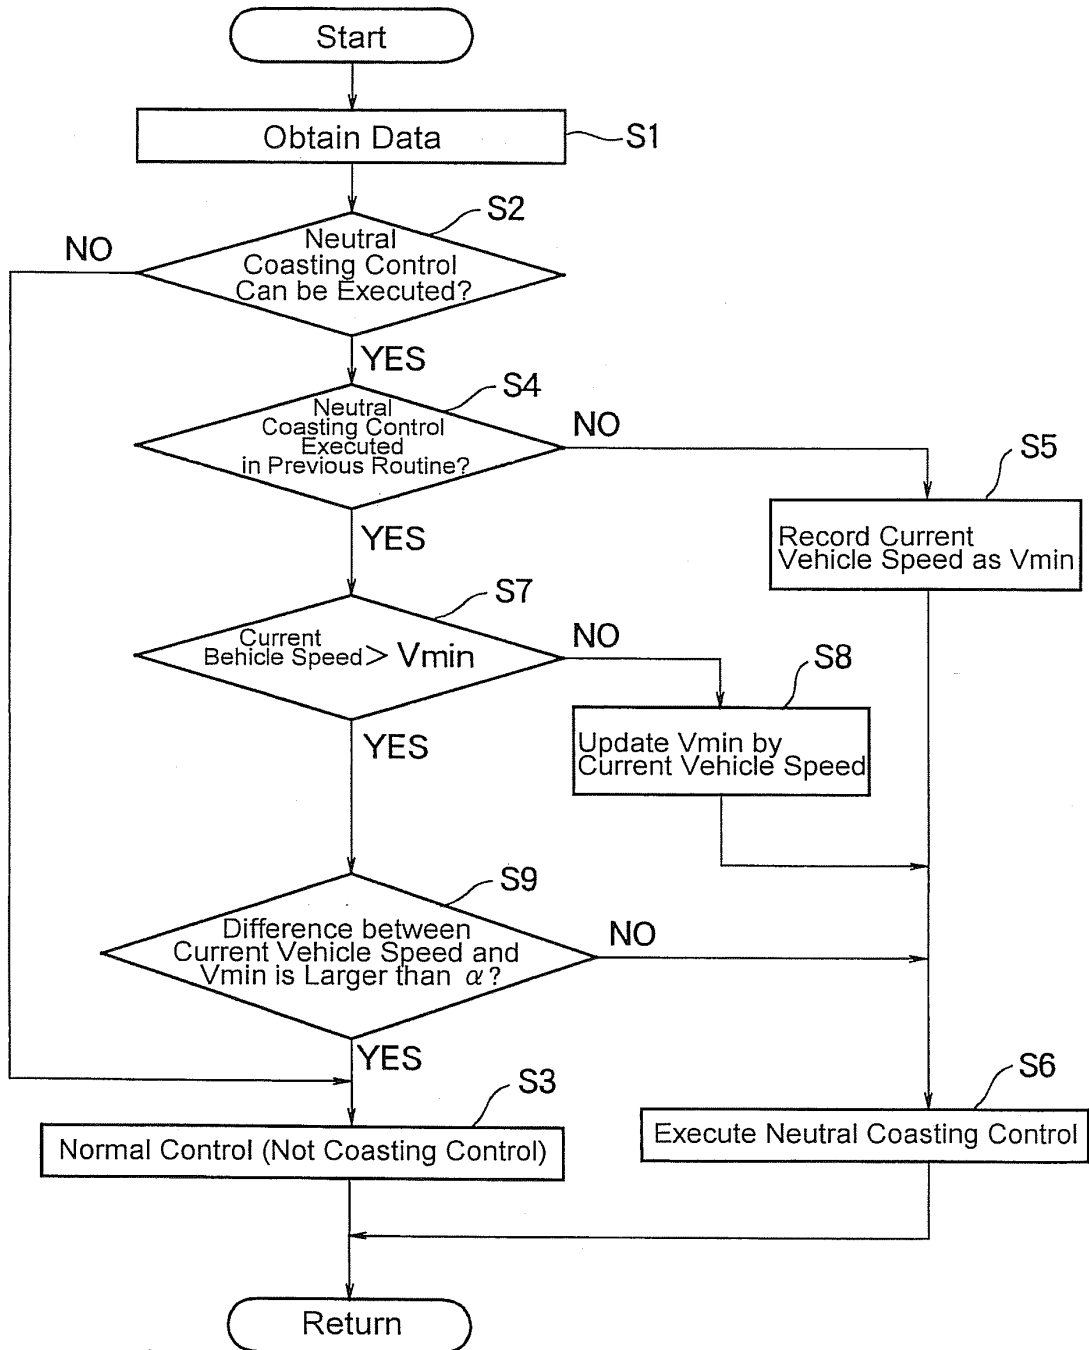 Start
Obtain Data
S1
S2
Neutral
Coasting Control
Can be Executed?
NO
YES
S4
Neutral
Coasting Control
Executed
in Previous Routine?
NO
YES
S5
Record Current
Vehicle Speed as Vmin
S7
Current
Behicle Speed > Vmin
NO
YES
S8
Update Vmin by
Current Vehicle Speed
S9
Difference between
Current Vehicle Speed and
Vmin is Larger than α?
NO
YES
S3
Normal Control (Not Coasting Control)
S6
Execute Neutral Coasting Control
Return